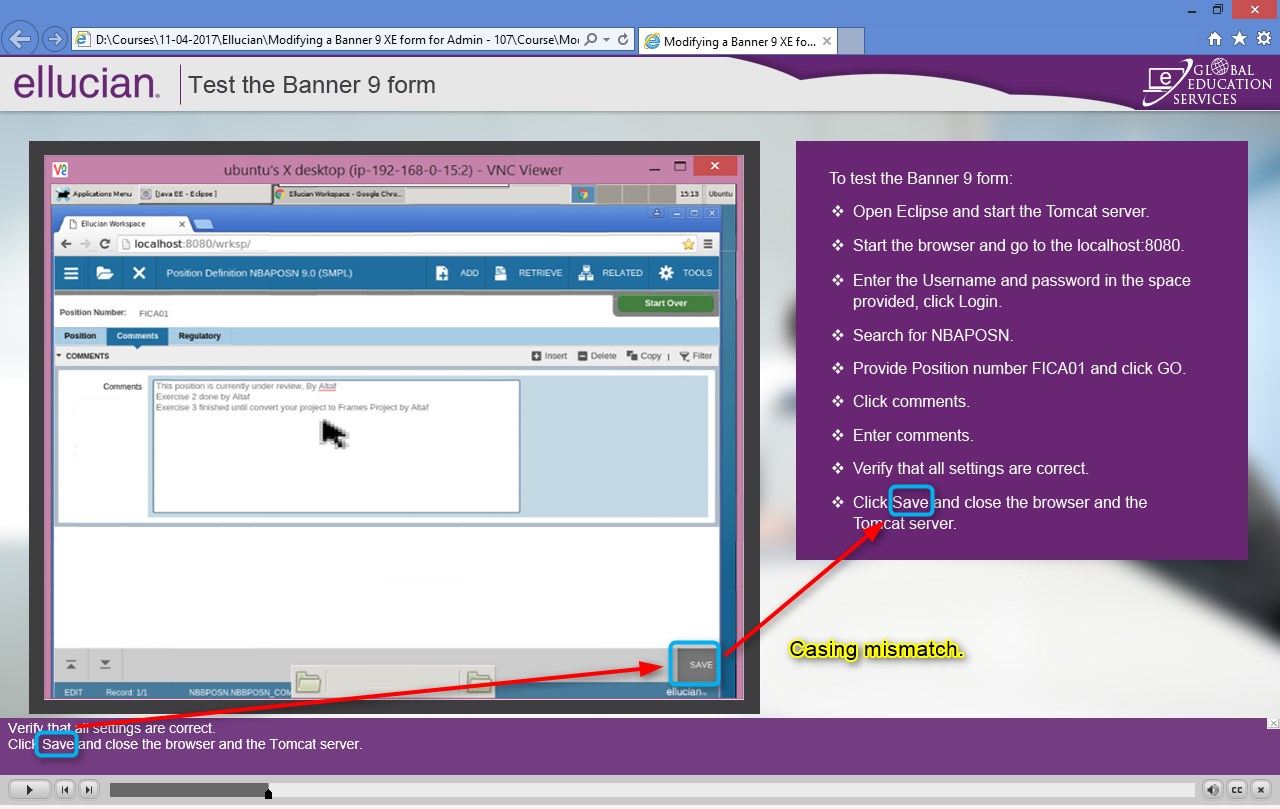 D:\Courses\11-04-2017\Ellucian\Modifying a Banner 9 XE form for Admin - 107\Course\Mo
Modifying a Banner 9 XE fo...
ellucian.
Test the Banner 9 form
e GLOBAL
EDUCATION
SERVICES
ubuntu's X desktop (ip-192-168-0-15:2) - VNC Viewer
Applications Menu
[Java EE - Eclipse ]
Ellucian Workspace - Google Chro...
15:13
Ubuntu
Ellucian Workspace
localhost:8080/wrksp/
Position Definition NBAPOSN 9.0 (SMPL)
ADD
RETRIEVE
RELATED
TOOLS
Position Number: FICA01
Start Over
Position
Comments
Regulatory
COMMENTS
Insert
Delete
Copy
Filter
Comments
This position is currently under review, By Altaf
Exercise 2 done by Altaf
Exercise 3 finished until convert your project to Frames Project by Altaf
SAVE
EDIT
Record: 1/1
NBBPOSN.NBBPOSN_COM
ellucian
To test the Banner 9 form:
❖ Open Eclipse and start the Tomcat server.
❖ Start the browser and go to the localhost:8080.
❖ Enter the Username and password in the space
provided, click Login.
❖ Search for NBAPOSN.
❖ Provide Position number FICA01 and click GO.
❖ Click comments.
❖ Enter comments.
❖ Verify that all settings are correct.
❖ Click Save and close the browser and the
Tomcat server.
Casing mismatch.
Verify that all settings are correct.
Click Save and close the browser and the Tomcat server.
CC